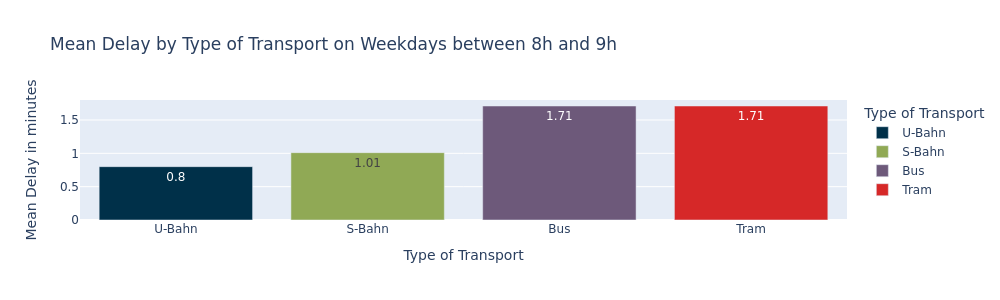 Mean Delay by Type of Transport on Weekdays between 8h and 9h
Mean Delay in minutes
1.5
1
0.5
0
0.8
1.01
1.71
1.71
U-Bahn
S-Bahn
Bus
Tram
Type of Transport
Type of Transport
U-Bahn
S-Bahn
Bus
Tram